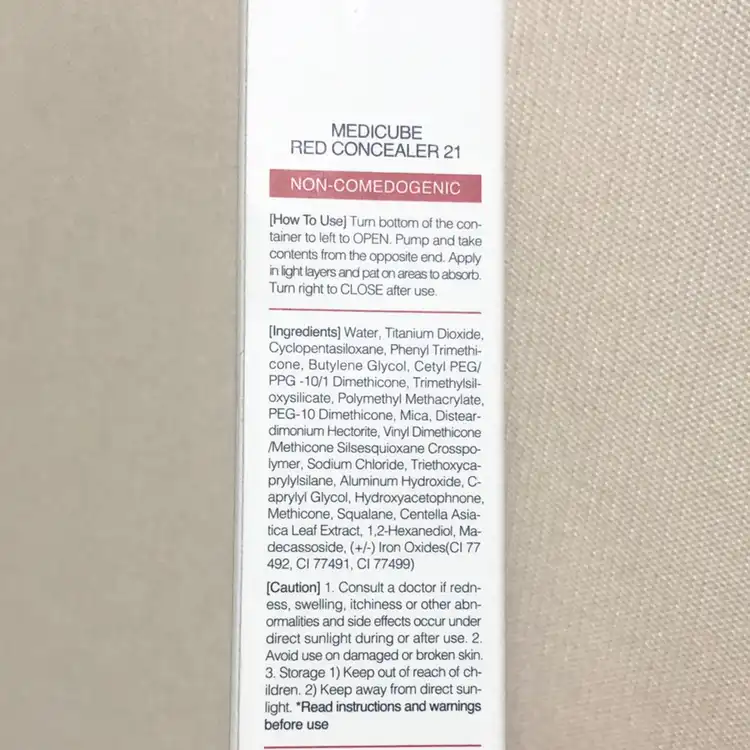 MEDICUBE
RED CONCEALER 21
NON-COMEDOGENIC
[How To Use] Turn bottom of the con-
tainer to left to OPEN. Pump and take
contents from the opposite end. Apply
in light layers and pat on areas to absorb.
Turn right to CLOSE after use.
[Ingredients] Water, Titanium Dioxide,
Cyclopentasiloxane, Phenyl Trimethi-
cone, Butylene Glycol, Cetyl PEG/
PPG -10/1 Dimethicone, Trimethylsil-
oxysilicate, Polymethyl Methacrylate,
PEG-10 Dimethicone, Mica, Distear-
dimonium Hectorite, Vinyl Dimethicone
/Methicone Silsesquioxane Crosspo-
lymer, Sodium Chloride, Triethoxyca-
prylylsilane, Aluminum Hydroxide, C-
aprylyl Glycol, Hydroxyacetophnone,
Methicone, Squalane, Centella Asia-
tica Leaf Extract, 1,2-Hexanediol, Ma-
decassoside, (+/-) Iron Oxides(CI 77
492, CI 77491, CI 77499)
[Caution] 1. Consult a doctor if redn-
ess, swelling, itchiness or other abn-
ormalities and side effects occur under
direct sunlight during or after use. 2.
Avoid use on damaged or broken skin.
3. Storage 1) Keep out of reach of ch-
ildren. 2) Keep away from direct sun-
light. *Read instructions and warnings
before use